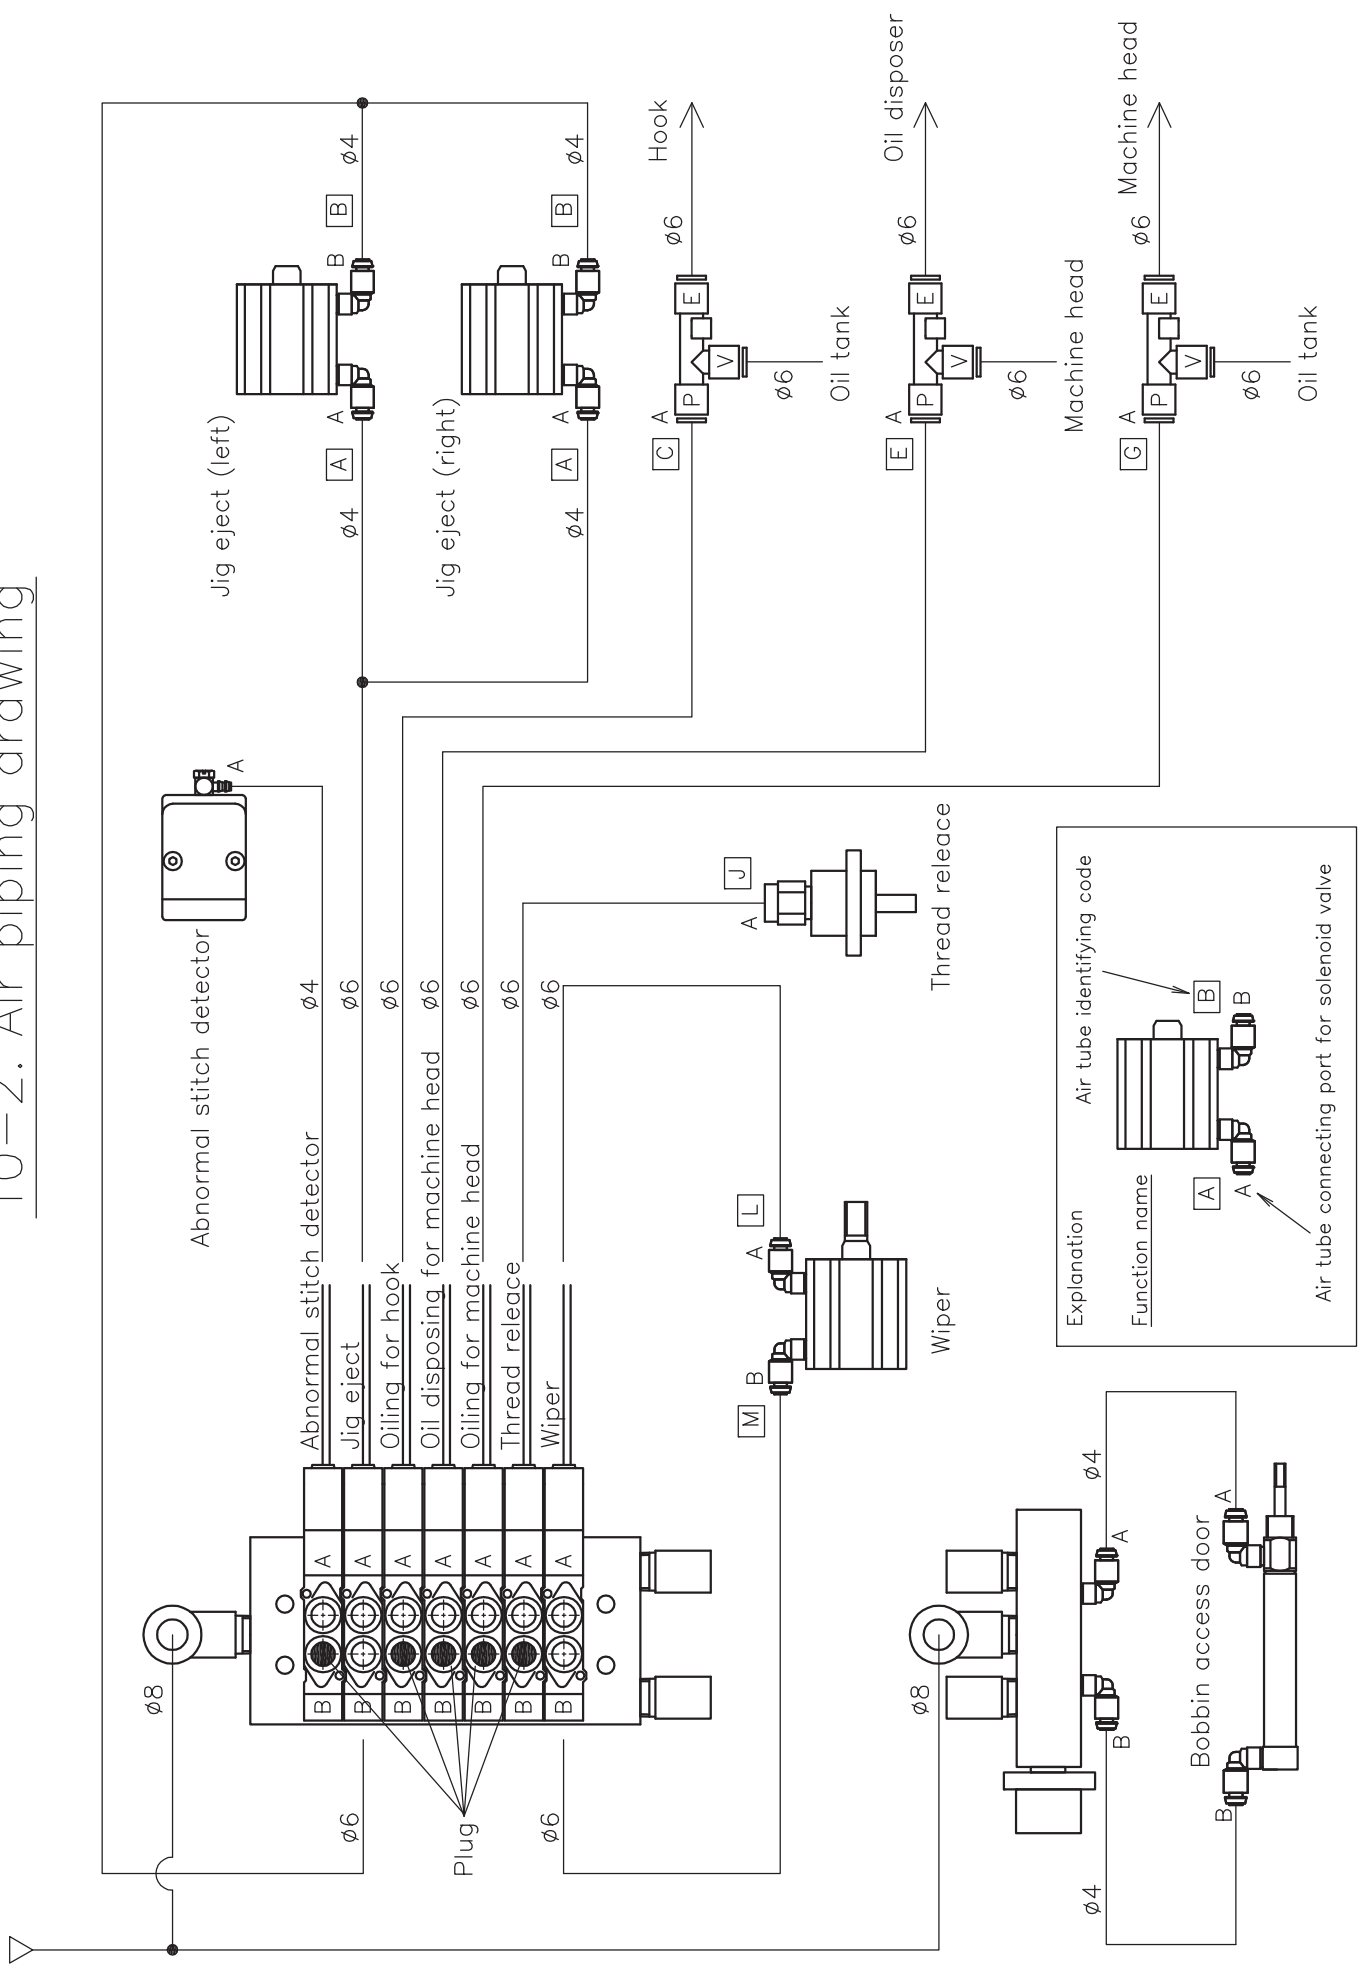 10-2. Air piping drawing
Abnormal stitch detector
A
Jig eject (left)
A
A
B
B
ø4
ø4
Jig eject (right)
A
A
B
B
ø4
ø4
Abnormal stitch detector
ø4
Jig eject
ø6
Oiling for hook
ø6
Oil disposing for machine head
ø6
Oiling for machine head
ø6
Thread releace
ø6
Wiper
ø6
C
A
P
V
E
ø6
Hook
ø6
Oil tank
E
A
P
V
E
ø6
Oil disposer
ø6
Machine head
G
A
P
V
E
ø6
Machine head
ø6
Oil tank
ø8
B
A
B
A
B
A
B
A
B
A
B
A
B
A
ø6
Plug
ø6
J
A
Thread releace
M
B
A
L
Wiper
ø8
B
A
ø4
ø4
Bobbin access door
B
A
Explanation
Function name
Air tube identifying code
A
A
B
B
Air tube connecting port for solenoid valve